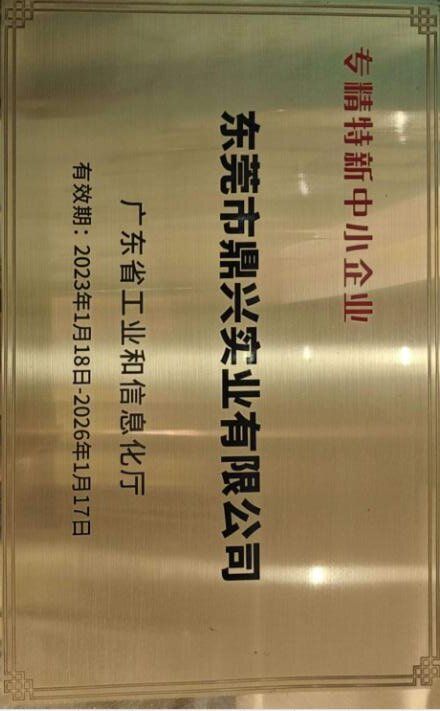 专精特新中小企业
东莞市鼎兴实业有限公司
广东省工业和信息化厅
有效期：2023年1月18日-2026年1月17日